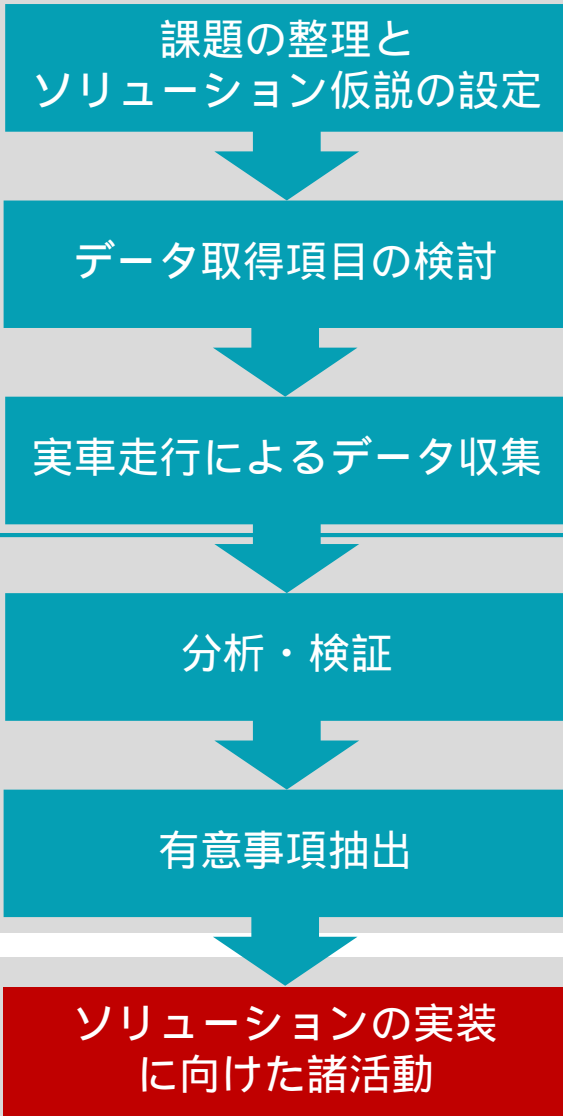 課題の整理と
ソリューション仮説の設定
データ取得項目の検討
実車走行によるデータ収集
分析・検証
有意事項抽出
ソリューションの実装
に向けた諸活動